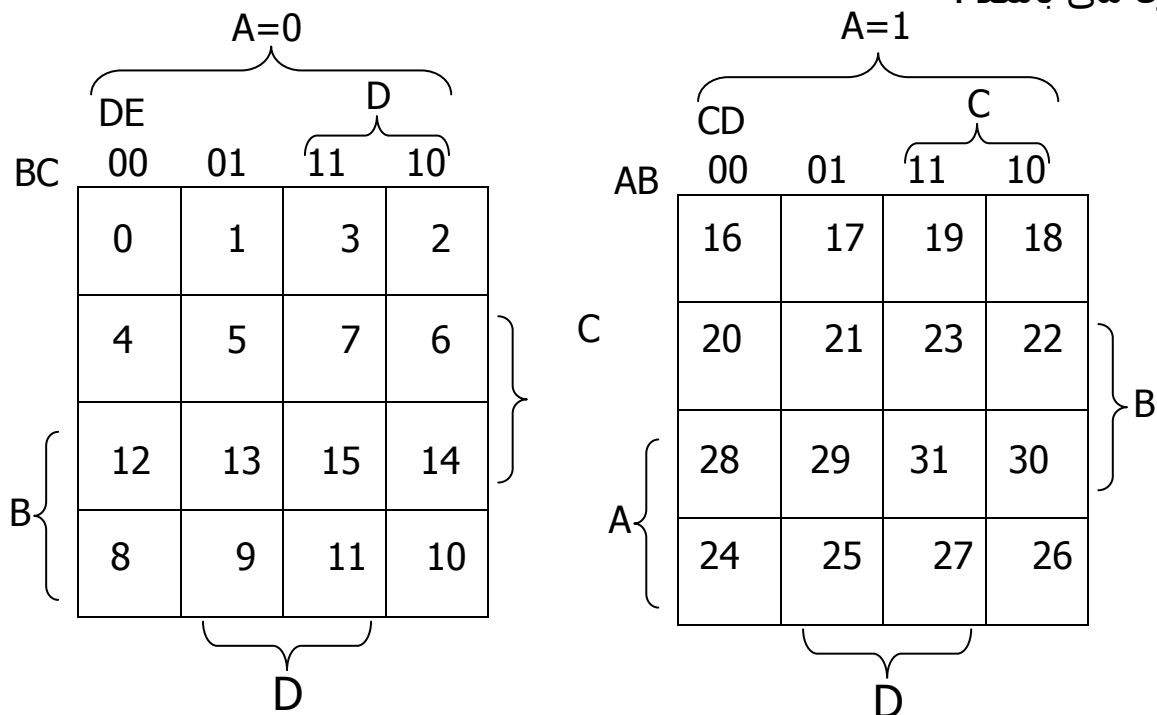 A=0 A=1
DE D CD C
BC 00 01 11 10 AB 00 01 11 10
0 1 3 2 16 17 19 18
4 5 7 6 C 20 21 23 22
B
12 13 15 14 28 29 31 30
B A
8 9 11 10 24 25 27 26
D D